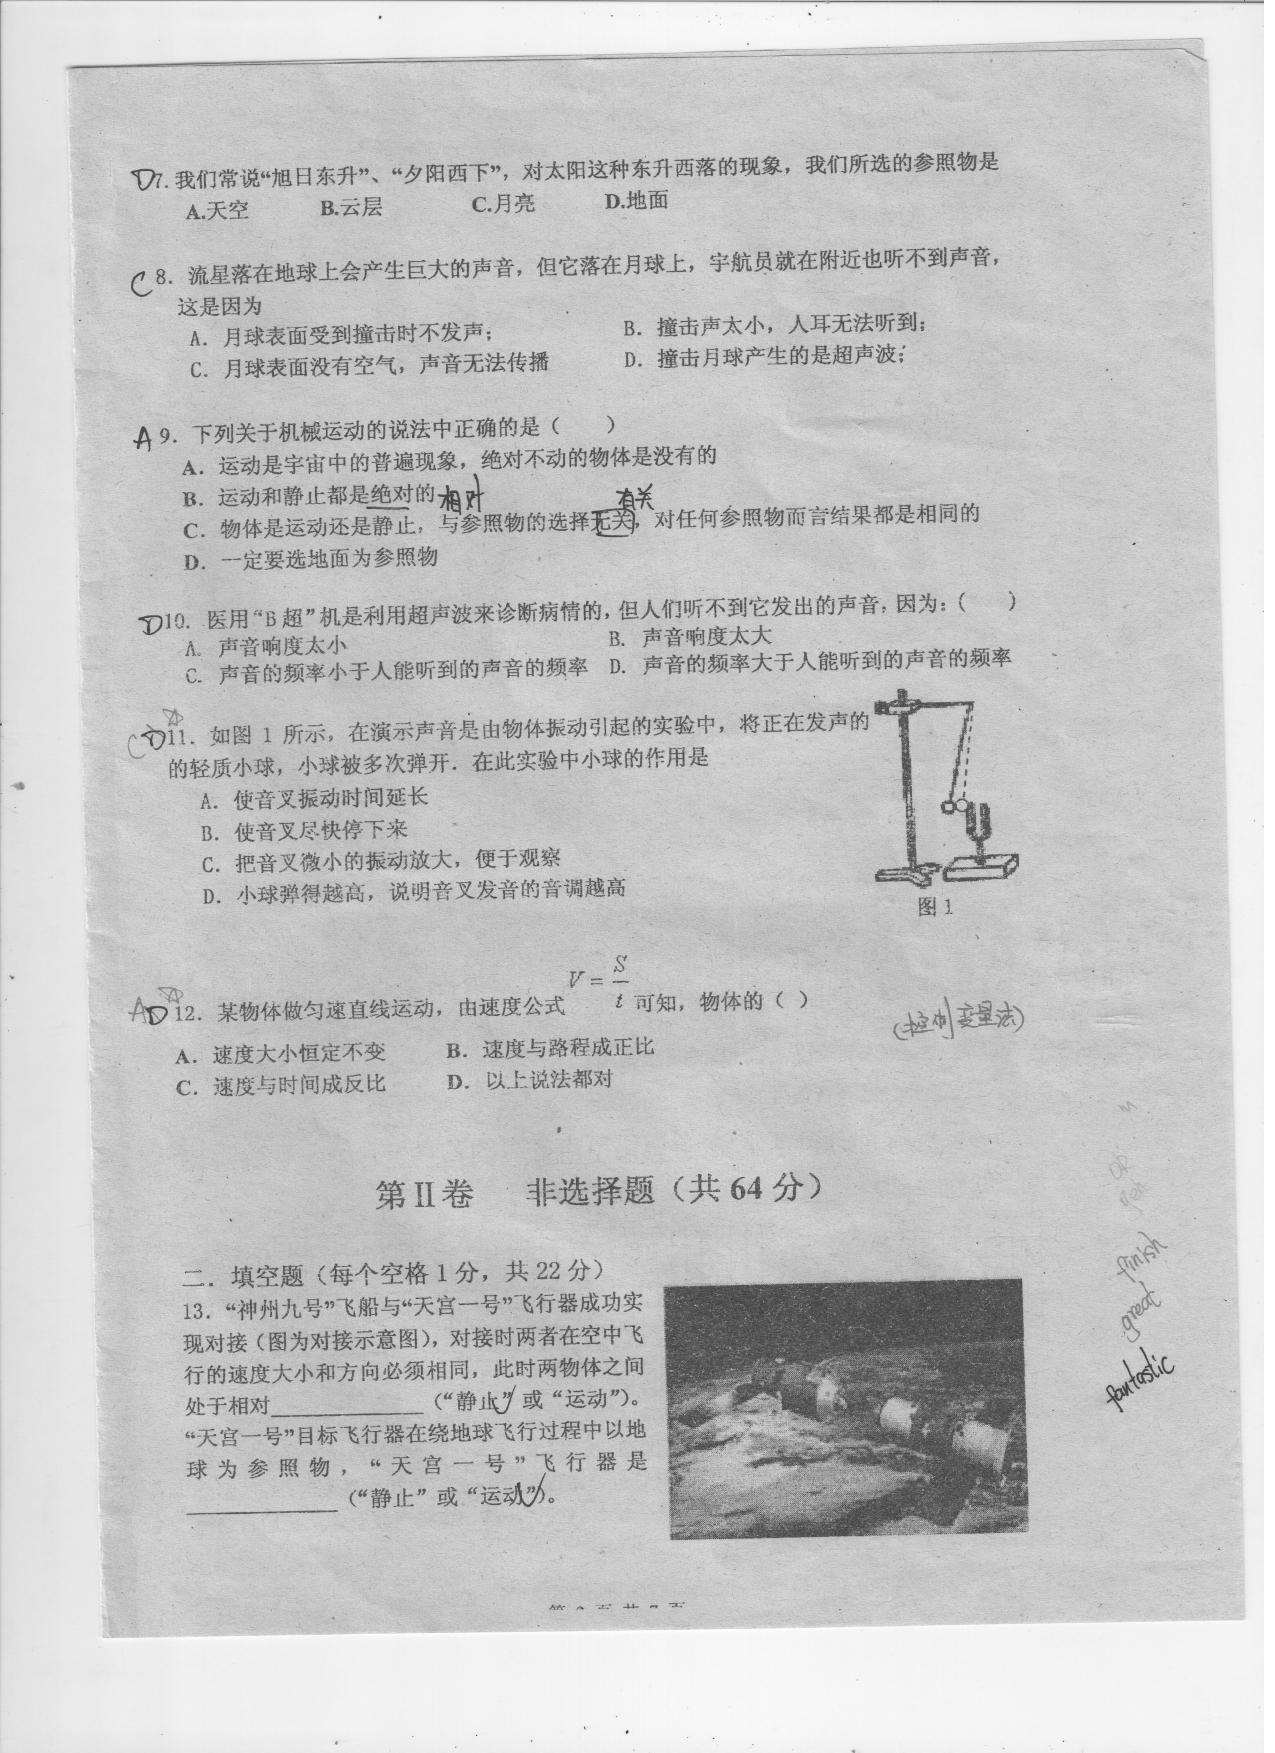 D7.我们常说“旭日东升”、“夕阳西下”，对太阳这种东升西落的现象，我们所选的参照物是
A.天空 B.云层 C.月亮 D.地面
C 8．流星落在地球上会产生巨大的声音，但它落在月球上，宇航员就在附近也听不到声音，
这是因为
A．月球表面受到撞击时不发声； B．撞击声太小，人耳无法听到；
C．月球表面没有空气，声音无法传播 D．撞击月球产生的是超声波；
A 9．下列关于机械运动的说法中正确的是（ ）
A．运动是宇宙中的普遍现象，绝对不动的物体是没有的
B．运动和静止都是绝对的 相对
有关
C．物体是运动还是静止，与参照物的选择无关，对任何参照物而言结果都是相同的
D．一定要选地面为参照物
D10．医用“B 超”机是利用超声波来诊断病情的，但人们听不到它发出的声音，因为：（ ）
A．声音响度太小 B．声音响度太大
C．声音的频率小于人能听到的声音的频率 D．声音的频率大于人能听到的声音的频率
C D11．如图 1 所示，在演示声音是由物体振动引起的实验中，将正在发声的
的轻质小球，小球被多次弹开．在此实验中小球的作用是
A．使音叉振动时间延长
B．使音叉尽快停下来
C．把音叉微小的振动放大，便于观察
D．小球弹得越高，说明音叉发音的音调越高
图 1
A D 12．某物体做匀速直线运动，由速度公式 V=S/t 可知，物体的（ ）
（控制变量法）
A．速度大小恒定不变 B．速度与路程成正比
C．速度与时间成反比 D．以上说法都对
第Ⅱ卷 非选择题（共 64 分）
二．填空题（每个空格 1 分，共 22 分）
13．“神州九号”飞船与“天宫一号”飞行器成功实
现对接（图为对接示意图），对接时两者在空中飞
行的速度大小和方向必须相同，此时两物体之间
处于相对____________（“静止”√或“运动”）。
“天宫一号”目标飞行器在绕地球飞行过程中以地
球为参照物，“天宫一号”飞行器是
____________（“静止”或“运动”√）。
finish
great
fantastic